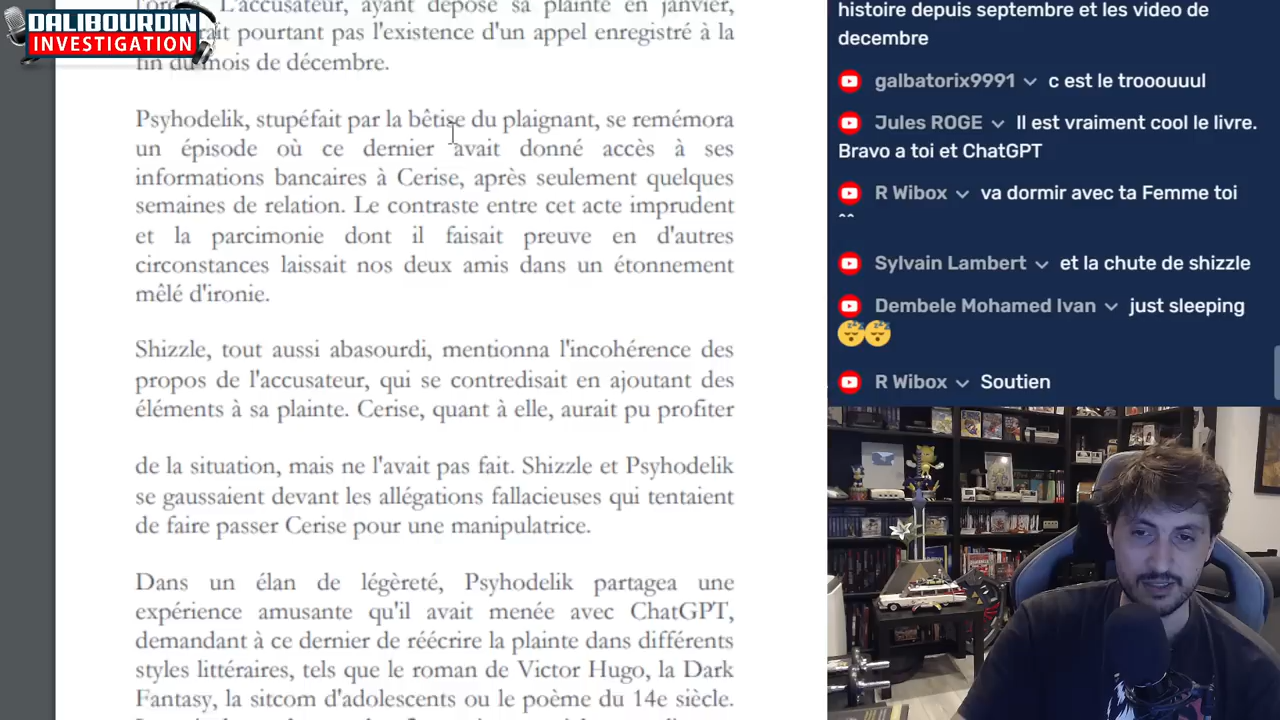 DALIBOURDIN
INVESTIGATION
L'accusateur, ayant déposé sa plainte en janvier,
pourtant pas l'existence d'un appel enregistré à la
fin du mois de décembre.
Psyhodelik, stupéfait par la bêtise du plaignant, se remémora
un épisode où ce dernier avait donné accès à ses
informations bancaires à Cerise, après seulement quelques
semaines de relation. Le contraste entre cet acte imprudent
et la parcimonie dont il faisait preuve en d'autres
circonstances laissait nos deux amis dans un étonnement
mêlé d'ironie.
Shizzle, tout aussi abasourdi, mentionna l'incohérence des
propos de l'accusateur, qui se contredisait en ajoutant des
éléments à sa plainte. Cerise, quant à elle, aurait pu profiter
de la situation, mais ne l'avait pas fait. Shizzle et Psyhodelik
se gaussaient devant les allégations fallacieuses qui tentaient
de faire passer Cerise pour une manipulatrice.
Dans un élan de légèreté, Psyhodelik partagea une
expérience amusante qu'il avait menée avec ChatGPT,
demandant à ce dernier de réécrire la plainte dans différents
styles littéraires, tels que le roman de Victor Hugo, la Dark
Fantasy, la sitcom d'adolescents ou le poème du 14e siècle.
histoire depuis septembre et les video de
decembre
galbatorix9991 c est le trooouuul
Jules ROGE Il est vraiment cool le livre.
Bravo a toi et ChatGPT
R Wibox va dormir avec ta Femme toi
^^
Sylvain Lambert et la chute de shizzle
Dembele Mohamed Ivan just sleeping
😴😴
R Wibox Soutien